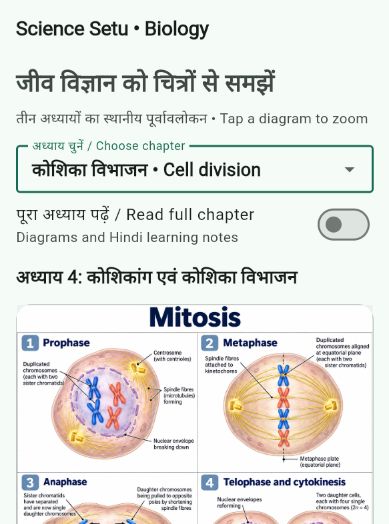 Science Setu • Biology
जीव विज्ञान को चित्रों से समझें
तीन अध्यायों का स्थानीय पूर्वावलोकन • Tap a diagram to zoom
अध्याय चुनें / Choose chapter
कोशिका विभाजन • Cell division
पूरा अध्याय पढ़ें / Read full chapter
Diagrams and Hindi learning notes
अध्याय 4: कोशिकांग एवं कोशिका विभाजन
Mitosis
1 Prophase
Duplicated
chromosomes
(each with two
sister chromatids)
Centrosome
(with centrioles)
Spindle fibres
(microtubules)
forming
Nuclear envelope
breaking down
2 Metaphase
Spindle fibres
attached to
kinetochores
Duplicated
chromosomes aligned
at equatorial plane
(each with two
sister chromatids)
Metaphase plate
(equatorial plane)
3 Anaphase
Sister chromatids
have separated
and are now single
daughter chromosomes
Daughter chromosomes
being pulled to opposite
poles by shortening
spindle fibres
4 Telophase and cytokinesis
Nuclear envelopes
reforming
Two daughter cells,
each with four single
chromosomes (2n = 4)